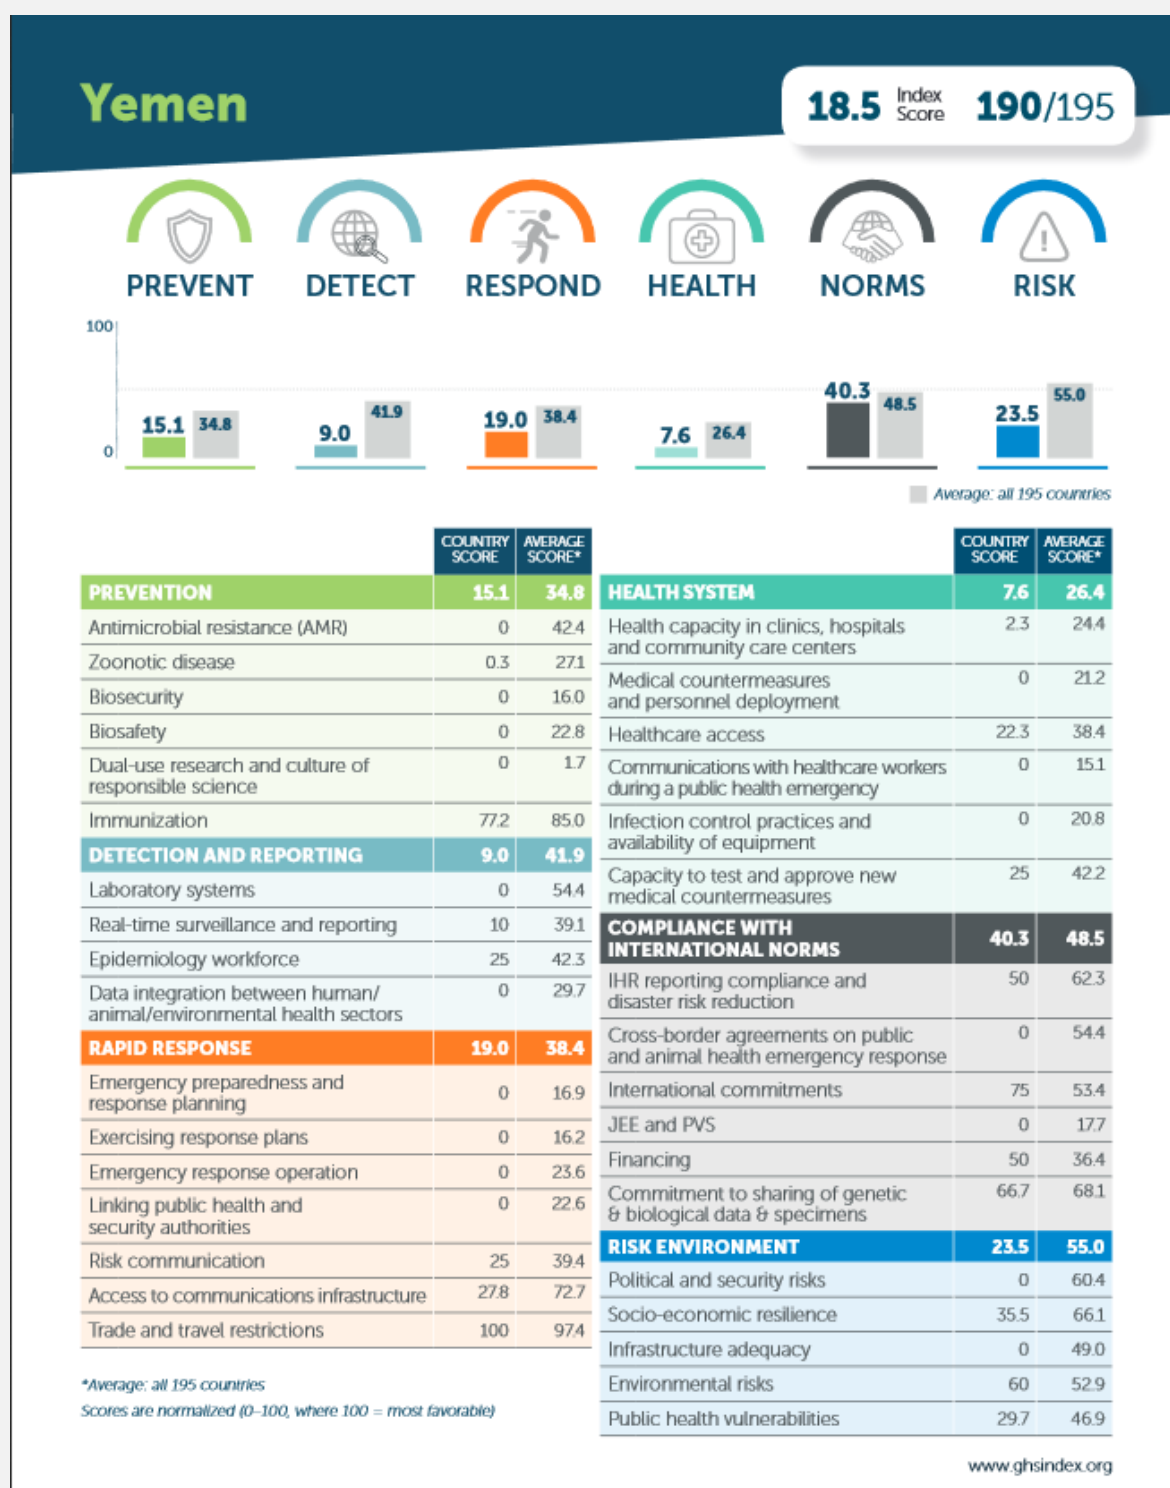 Yemen
18.5 Index Score 190/195
PREVENT DETECT RESPOND HEALTH NORMS RISK
100
0
15.1 34.8
9.0 41.9
19.0 38.4
7.6 26.4
40.3 48.5
23.5 55.0
Average: all 195 countries
COUNTRY SCORE AVERAGE SCORE*
PREVENTION 15.1 34.8
Antimicrobial resistance (AMR) 0 42.4
Zoonotic disease 0.3 27.1
Biosecurity 0 16.0
Biosafety 0 22.8
Dual-use research and culture of 0 1.7
responsible science
Immunization 77.2 85.0
DETECTION AND REPORTING 9.0 41.9
Laboratory systems 0 54.4
Real-time surveillance and reporting 10 39.1
Epidemiology workforce 25 42.3
Data integration between human/ 0 29.7
animal/environmental health sectors
RAPID RESPONSE 19.0 38.4
Emergency preparedness and
response planning 0 16.9
Exercising response plans 0 16.2
Emergency response operation 0 23.6
Linking public health and 0 22.6
security authorities
Risk communication 25 39.4
Access to communications infrastructure 27.8 72.7
Trade and travel restrictions 100 97.4
*Average: all 195 countries
Scores are normalized (0–100, where 100 = most favorable)
COUNTRY SCORE AVERAGE SCORE*
HEALTH SYSTEM 7.6 26.4
Health capacity in clinics, hospitals 2.3 24.4
and community care centers
Medical countermeasures 0 21.2
and personnel deployment
Healthcare access 22.3 38.4
Communications with healthcare workers 0 15.1
during a public health emergency
Infection control practices and 0 20.8
availability of equipment
Capacity to test and approve new 25 42.2
medical countermeasures
COMPLIANCE WITH
INTERNATIONAL NORMS 40.3 48.5
IHR reporting compliance and 50 62.3
disaster risk reduction
Cross-border agreements on public 0 54.4
and animal health emergency response
International commitments 75 53.4
JEE and PVS 0 17.7
Financing 50 36.4
Commitment to sharing of genetic 66.7 68.1
& biological data & specimens
RISK ENVIRONMENT 23.5 55.0
Political and security risks 0 60.4
Socio-economic resilience 35.5 66.1
Infrastructure adequacy 0 49.0
Environmental risks 60 52.9
Public health vulnerabilities 29.7 46.9
www.ghsindex.org